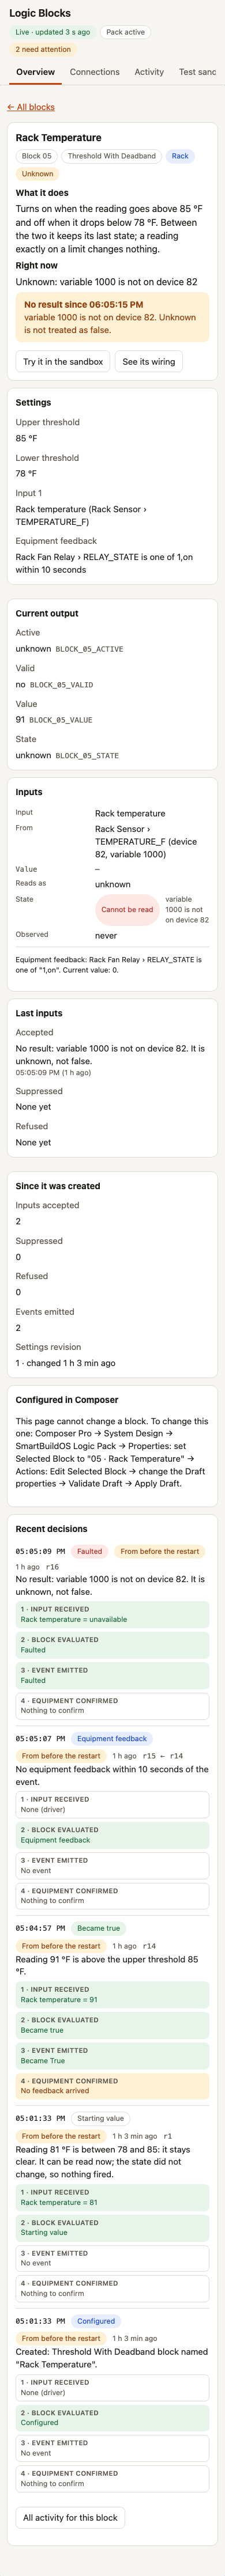 Logic Blocks
Live · updated 3 s ago
Pack active
2 need attention
Overview
Connections
Activity
Test sanc
← All blocks
Rack Temperature
Block 05
Threshold With Deadband
Rack
Unknown
What it does
Turns on when the reading goes above 85 °F
and off when it drops below 78 °F. Between
the two it keeps its last state; a reading
exactly on a limit changes nothing.
Right now
Unknown: variable 1000 is not on device 82
No result since 06:05:15 PM
variable 1000 is not on device 82. Unknown
is not treated as false.
Try it in the sandbox
See its wiring
Settings
Upper threshold
85 °F
Lower threshold
78 °F
Input 1
Rack temperature (Rack Sensor ›
TEMPERATURE_F)
Equipment feedback
Rack Fan Relay › RELAY_STATE is one of 1,on
within 10 seconds
Current output
Active
unknown BLOCK_05_ACTIVE
Valid
no BLOCK_05_VALID
Value
91 BLOCK_05_VALUE
State
unknown BLOCK_05_STATE
Inputs
Input
Rack temperature
From
Rack Sensor ›
TEMPERATURE_F (device
82, variable 1000)
Value
—
Reads as
unknown
State
Cannot be read
variable
1000 is not
on device 82
Observed
never
Equipment feedback: Rack Fan Relay › RELAY_STATE is
one of "1,on". Current value: 0.
Last inputs
Accepted
No result: variable 1000 is not on device 82. It is
unknown, not false.
05:05:09 PM (1 h ago)
Suppressed
None yet
Refused
None yet
Since it was created
Inputs accepted
2
Suppressed
0
Refused
0
Events emitted
2
Settings revision
1 · changed 1 h 3 min ago
Configured in Composer
This page cannot change a block. To change this
one: Composer Pro → System Design →
SmartBuildOS Logic Pack → Properties: set
Selected Block to "05 · Rack Temperature" →
Actions: Edit Selected Block → change the Draft
properties → Validate Draft → Apply Draft.
Recent decisions
05:05:09 PM
Faulted
From before the restart
1 h ago r16
No result: variable 1000 is not on device 82. It is
unknown, not false.
1 · INPUT RECEIVED
Rack temperature = unavailable
2 · BLOCK EVALUATED
Faulted
3 · EVENT EMITTED
Faulted
4 · EQUIPMENT CONFIRMED
Nothing to confirm
05:05:07 PM
Equipment feedback
From before the restart
1 h ago r15 ← r14
No equipment feedback within 10 seconds of the
event.
1 · INPUT RECEIVED
None (driver)
2 · BLOCK EVALUATED
Equipment feedback
3 · EVENT EMITTED
No event
4 · EQUIPMENT CONFIRMED
Nothing to confirm
05:04:57 PM
Became true
From before the restart
1 h ago r14
Reading 91 °F is above the upper threshold 85
°F.
1 · INPUT RECEIVED
Rack temperature = 91
2 · BLOCK EVALUATED
Became true
3 · EVENT EMITTED
Became True
4 · EQUIPMENT CONFIRMED
No feedback arrived
05:01:33 PM
Starting value
From before the restart
1 h 3 min ago r1
Reading 81 °F is between 78 and 85: it stays
clear. It can be read now; the state did not
change, so nothing fired.
1 · INPUT RECEIVED
Rack temperature = 81
2 · BLOCK EVALUATED
Starting value
3 · EVENT EMITTED
No event
4 · EQUIPMENT CONFIRMED
Nothing to confirm
05:01:33 PM
Configured
From before the restart
1 h 3 min ago
Created: Threshold With Deadband block named
"Rack Temperature".
1 · INPUT RECEIVED
None (driver)
2 · BLOCK EVALUATED
Configured
3 · EVENT EMITTED
No event
4 · EQUIPMENT CONFIRMED
Nothing to confirm
All activity for this block